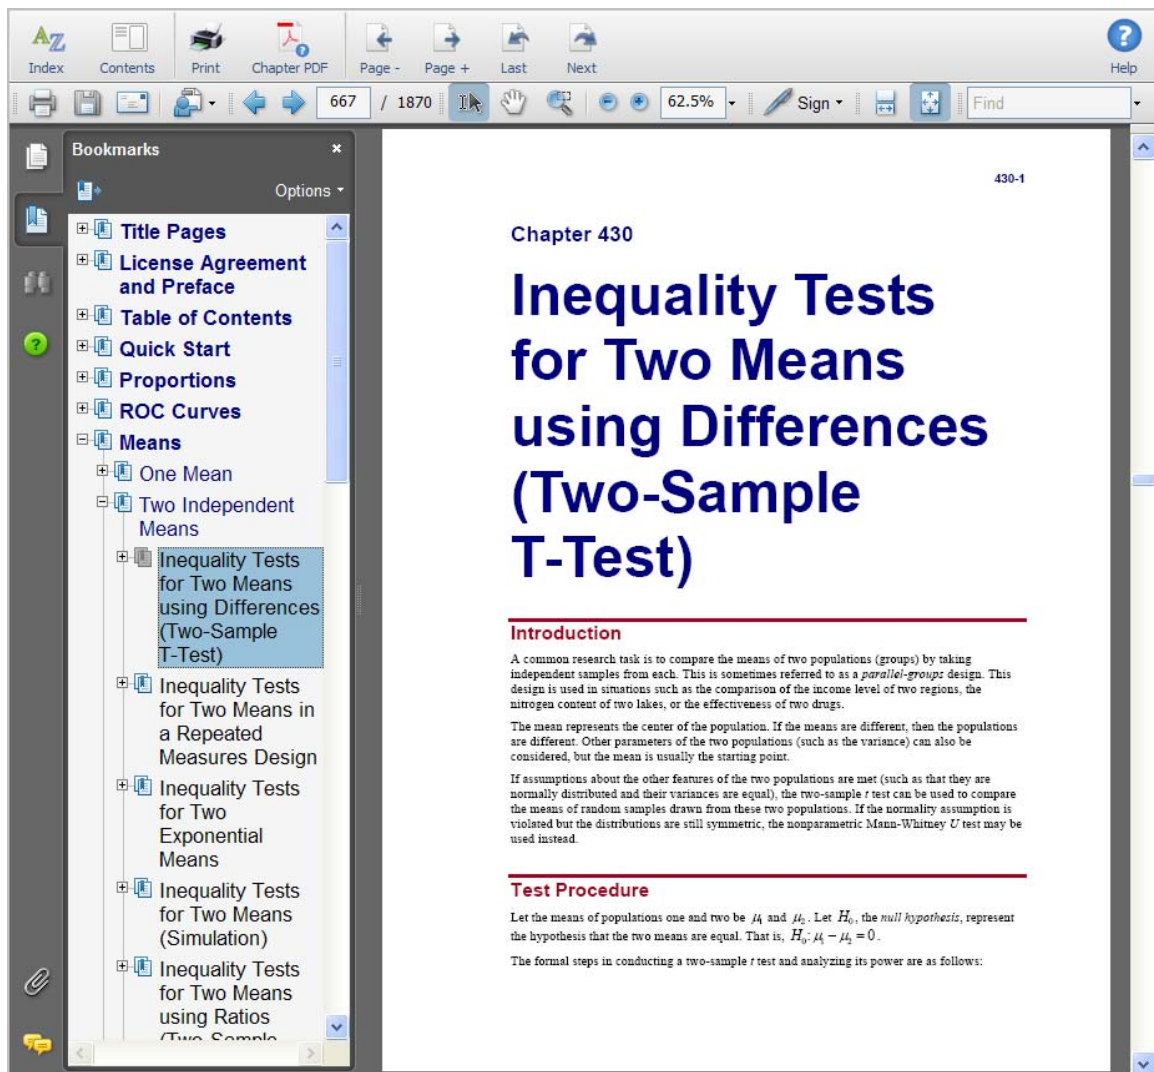 Index Contents Print Chapter PDF Page - Page + Last Next Help
667 / 1870 62.5% Sign Find
Bookmarks
Options
Title Pages
License Agreement
and Preface
Table of Contents
Quick Start
Proportions
ROC Curves
Means
One Mean
Two Independent
Means
Inequality Tests
for Two Means
using Differences
(Two-Sample
T-Test)
Inequality Tests
for Two Means in
a Repeated
Measures Design
Inequality Tests
for Two
Exponential
Means
Inequality Tests
for Two Means
(Simulation)
Inequality Tests
for Two Means
using Ratios
(Two-Sample
430-1
Chapter 430
Inequality Tests
for Two Means
using Differences
(Two-Sample
T-Test)
Introduction
A common research task is to compare the means of two populations (groups) by taking
independent samples from each. This is sometimes referred to as a parallel-groups design. This
design is used in situations such as the comparison of the income level of two regions, the
nitrogen content of two lakes, or the effectiveness of two drugs.
The mean represents the center of the population. If the means are different, then the populations
are different. Other parameters of the two populations (such as the variance) can also be
considered, but the mean is usually the starting point.
If assumptions about the other features of the two populations are met (such as that they are
normally distributed and their variances are equal), the two-sample t test can be used to compare
the means of random samples drawn from these two populations. If the normality assumption is
violated but the distributions are still symmetric, the nonparametric Mann-Whitney U test may be
used instead.
Test Procedure
Let the means of populations one and two be μ₁ and μ₂. Let H₀, the null hypothesis, represent
the hypothesis that the two means are equal. That is, H₀: μ₁ − μ₂ = 0.
The formal steps in conducting a two-sample t test and analyzing its power are as follows: